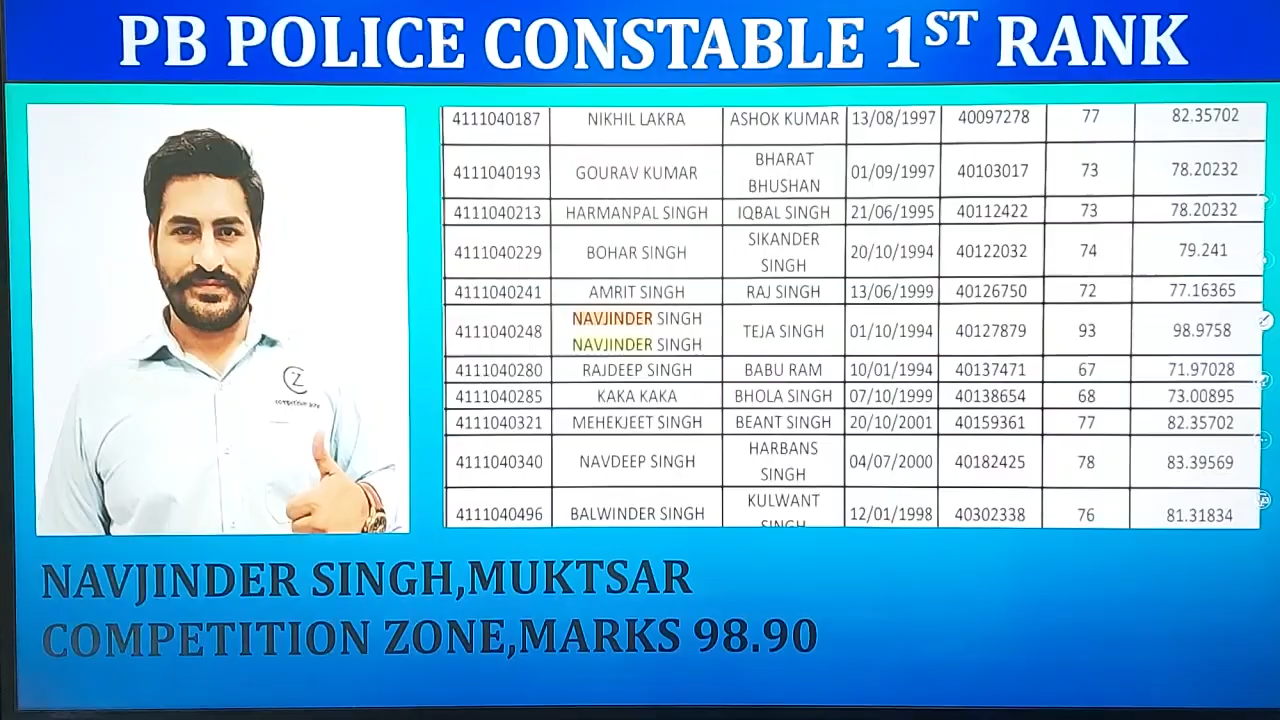 PB POLICE CONSTABLE 1ST RANK
CZ
competition zone
4111040187 NIKHIL LAKRA ASHOK KUMAR 13/08/1997 40097278 77 82.35702
4111040193 GOURAV KUMAR BHARAT BHUSHAN 01/09/1997 40103017 73 78.20232
4111040213 HARMANPAL SINGH IQBAL SINGH 21/06/1995 40112422 73 78.20232
4111040229 BOHAR SINGH SIKANDER SINGH 20/10/1994 40122032 74 79.241
4111040241 AMRIT SINGH RAJ SINGH 13/06/1999 40126750 72 77.16365
4111040248 NAVJINDER SINGH NAVJINDER SINGH TEJA SINGH 01/10/1994 40127879 93 98.9758
4111040280 RAJDEEP SINGH BABU RAM 10/01/1994 40137471 67 71.97028
4111040285 KAKA KAKA BHOLA SINGH 07/10/1999 40138654 68 73.00895
4111040321 MEHEKJEET SINGH BEANT SINGH 20/10/2001 40159361 77 82.35702
4111040340 NAVDEEP SINGH HARBANS SINGH 04/07/2000 40182425 78 83.39569
4111040496 BALWINDER SINGH KULWANT SINGH 12/01/1998 40302338 76 81.31834
NAVJINDER SINGH,MUKTSAR
COMPETITION ZONE,MARKS 98.90